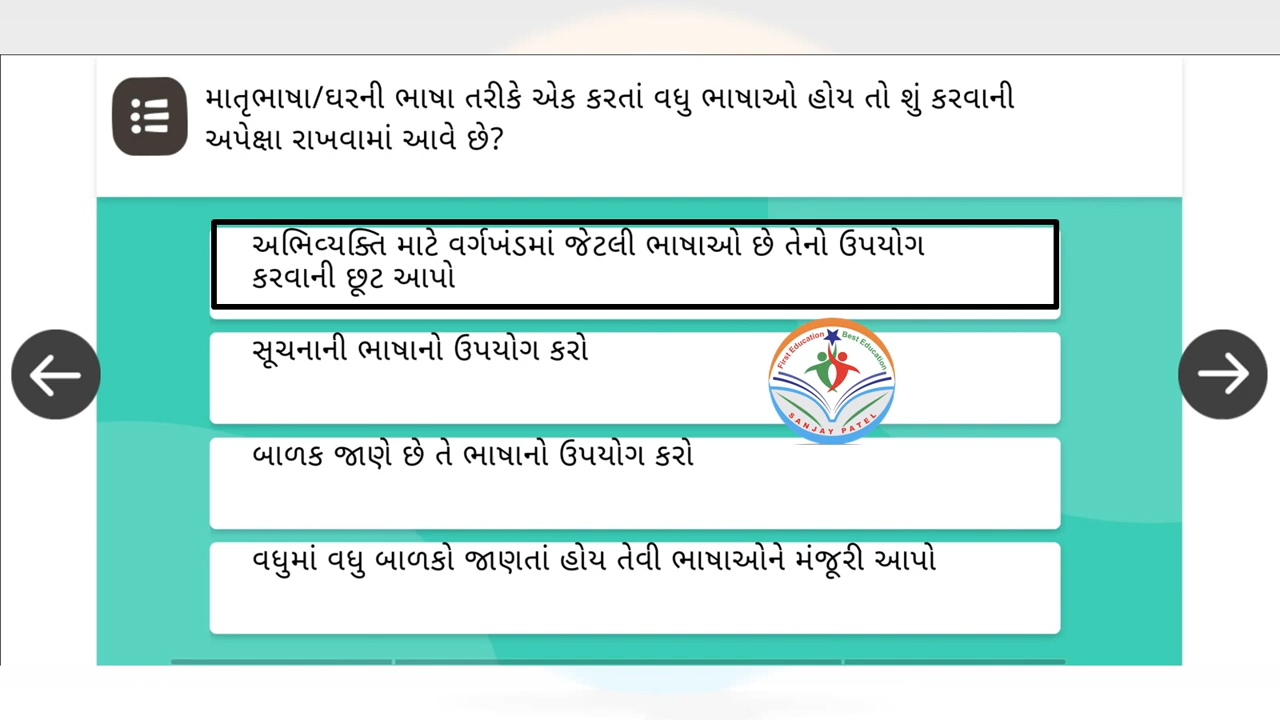 માતૃભાષા/ઘરની ભાષા તરીકે એક કરતાં વધુ ભાષાઓ હોય તો શું કરવાની
અપેક્ષા રાખવામાં આવે છે?
અભિવ્યક્તિ માટે વર્ગખંડમાં જેટલી ભાષાઓ છે તેનો ઉપયોગ
કરવાની છૂટ આપો
સૂચનાની ભાષાનો ઉપયોગ કરો
First Education Best Education
SANJAY PATEL
બાળક જાણે છે તે ભાષાનો ઉપયોગ કરો
વધુમાં વધુ બાળકો જાણતાં હોય તેવી ભાષાઓને મંજૂરી આપો